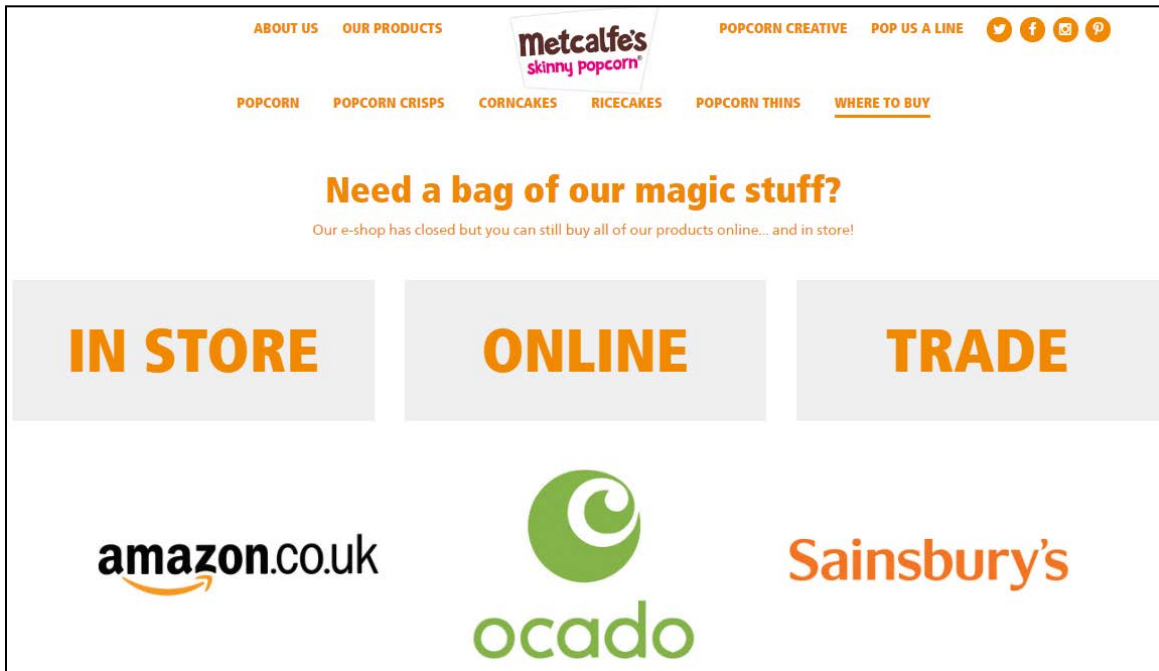 ABOUT US OUR PRODUCTS Metcalfe's skinny popcorn® POPCORN CREATIVE POP US A LINE
POPCORN POPCORN CRISPS CORNCAKES RICECAKES POPCORN THINS WHERE TO BUY
Need a bag of our magic stuff?
Our e-shop has closed but you can still buy all of our products online... and in store!
IN STORE ONLINE TRADE
amazon.co.uk ocado Sainsbury's